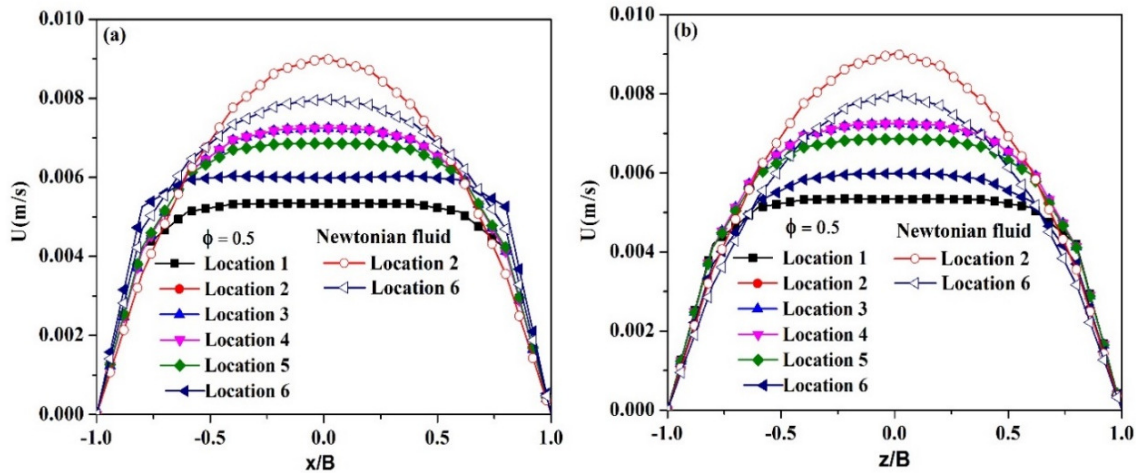 (a)
U(m/s)
0.010
0.008
0.006
0.004
0.002
0.000
-1.0 -0.5 0.0 0.5 1.0
x/B
ϕ = 0.5
Location 1
Location 2
Location 3
Location 4
Location 5
Location 6
Newtonian fluid
Location 2
Location 6
(b)
U(m/s)
0.010
0.008
0.006
0.004
0.002
0.000
-1.0 -0.5 0.0 0.5 1.0
z/B
ϕ = 0.5
Location 1
Location 2
Location 3
Location 4
Location 5
Location 6
Newtonian fluid
Location 2
Location 6